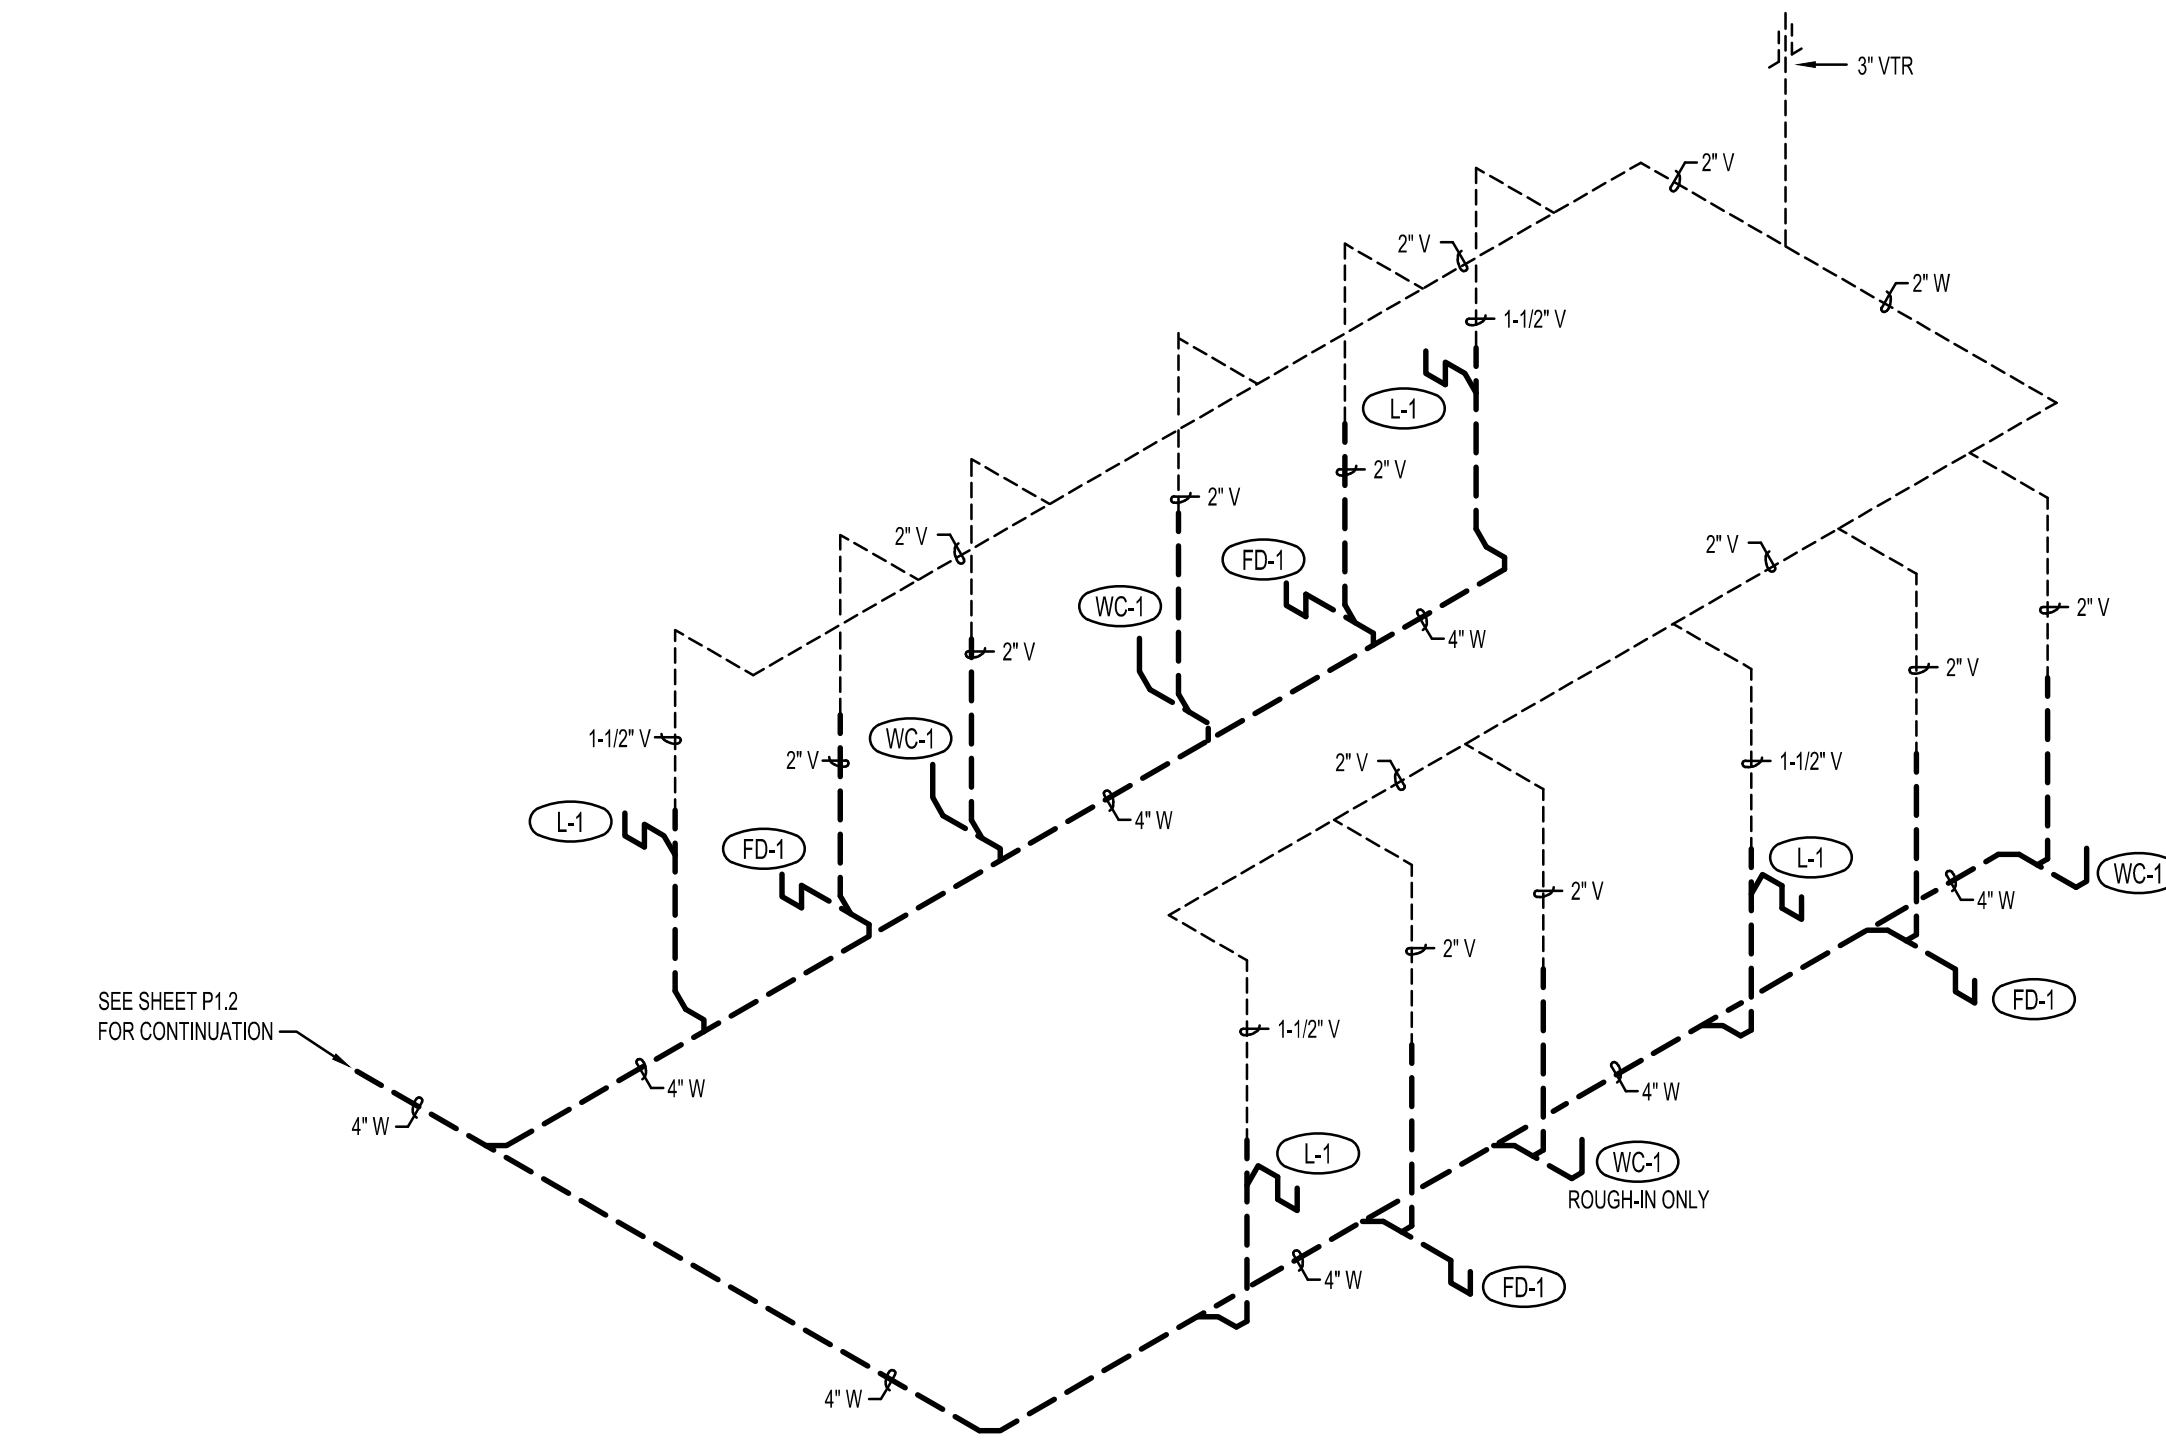 3" VTR
2" V
2" V
2" W
1-1/2" V
L-1
2" V
2" V
2" V
2" V
FD-1
WC-1
2" V
2" V
4" W
2" V
2" V
1-1/2" V
WC-1
2" V
2" V
1-1/2" V
4" W
L-1
FD-1
L-1
WC-1
2" V
4" W
2" V
SEE SHEET P1.2
FOR CONTINUATION
FD-1
1-1/2" V
4" W
4" W
4" W
L-1
WC-1
ROUGH-IN ONLY
4" W
FD-1
4" W